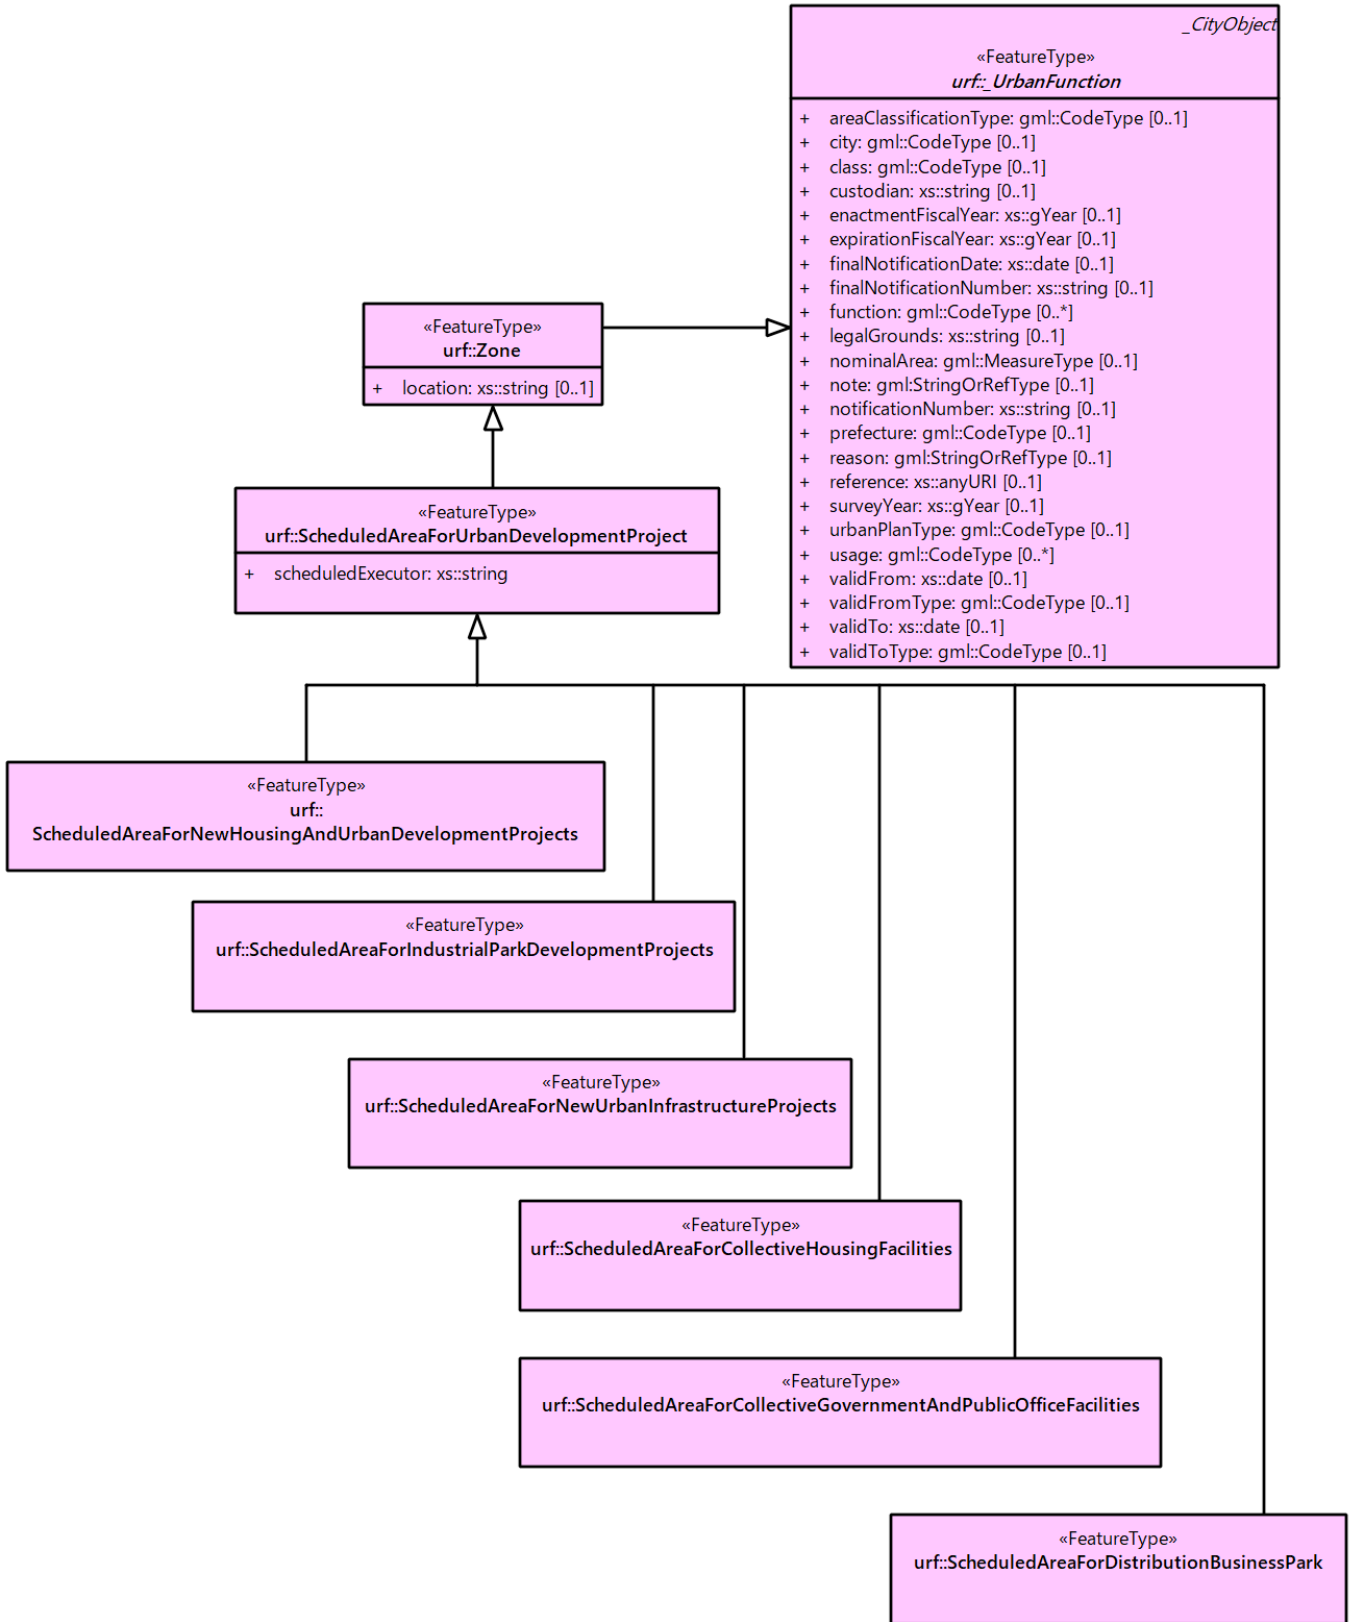 _CityObject
«FeatureType»
urf::_UrbanFunction
+ areaClassificationType: gml::CodeType [0..1]
+ city: gml::CodeType [0..1]
+ class: gml::CodeType [0..1]
+ custodian: xs::string [0..1]
+ enactmentFiscalYear: xs::gYear [0..1]
+ expirationFiscalYear: xs::gYear [0..1]
+ finalNotificationDate: xs::date [0..1]
+ finalNotificationNumber: xs::string [0..1]
+ function: gml::CodeType [0..*]
+ legalGrounds: xs::string [0..1]
+ nominalArea: gml::MeasureType [0..1]
+ note: gml:StringOrRefType [0..1]
+ notificationNumber: xs::string [0..1]
+ prefecture: gml::CodeType [0..1]
+ reason: gml:StringOrRefType [0..1]
+ reference: xs::anyURI [0..1]
+ surveyYear: xs::gYear [0..1]
+ urbanPlanType: gml::CodeType [0..1]
+ usage: gml::CodeType [0..*]
+ validFrom: xs::date [0..1]
+ validFromType: gml::CodeType [0..1]
+ validTo: xs::date [0..1]
+ validToType: gml::CodeType [0..1]
«FeatureType»
urf::Zone
+ location: xs::string [0..1]
«FeatureType»
urf::ScheduledAreaForUrbanDevelopmentProject
+ scheduledExecutor: xs::string
«FeatureType»
urf::
ScheduledAreaForNewHousingAndUrbanDevelopmentProjects
«FeatureType»
urf::ScheduledAreaForIndustrialParkDevelopmentProjects
«FeatureType»
urf::ScheduledAreaForNewUrbanInfrastructureProjects
«FeatureType»
urf::ScheduledAreaForCollectiveHousingFacilities
«FeatureType»
urf::ScheduledAreaForCollectiveGovernmentAndPublicOfficeFacilities
«FeatureType»
urf::ScheduledAreaForDistributionBusinessPark